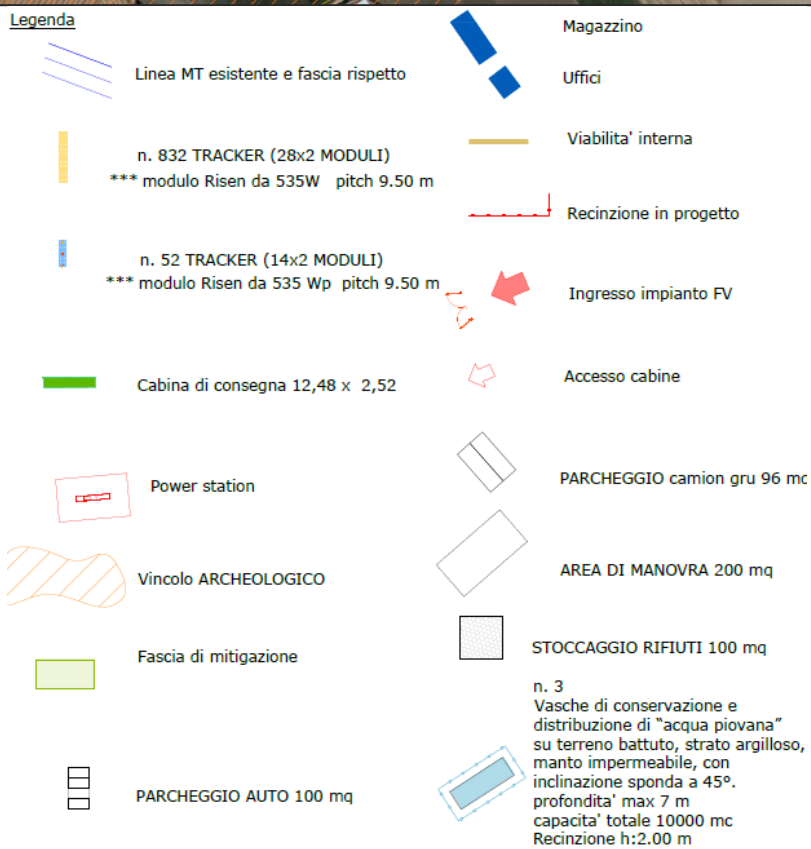 Legenda
Linea MT esistente e fascia rispetto
n. 832 TRACKER (28x2 MODULI)
*** modulo Risen da 535W   pitch 9.50 m
n. 52 TRACKER (14x2 MODULI)
*** modulo Risen da 535 Wp  pitch 9.50 m
Cabina di consegna 12,48 x  2,52
Power station
Vincolo ARCHEOLOGICO
Fascia di mitigazione
PARCHEGGIO AUTO 100 mq
Magazzino
Uffici
Viabilita' interna
Recinzione in progetto
Ingresso impianto FV
Accesso cabine
PARCHEGGIO camion gru 96 mc
AREA DI MANOVRA 200 mq
STOCCAGGIO RIFIUTI 100 mq
n. 3
Vasche di conservazione e
distribuzione di “acqua piovana”
su terreno battuto, strato argilloso,
manto impermeabile, con
inclinazione sponda a 45°.
profondita' max 7 m
capacita' totale 10000 mc
Recinzione h:2.00 m